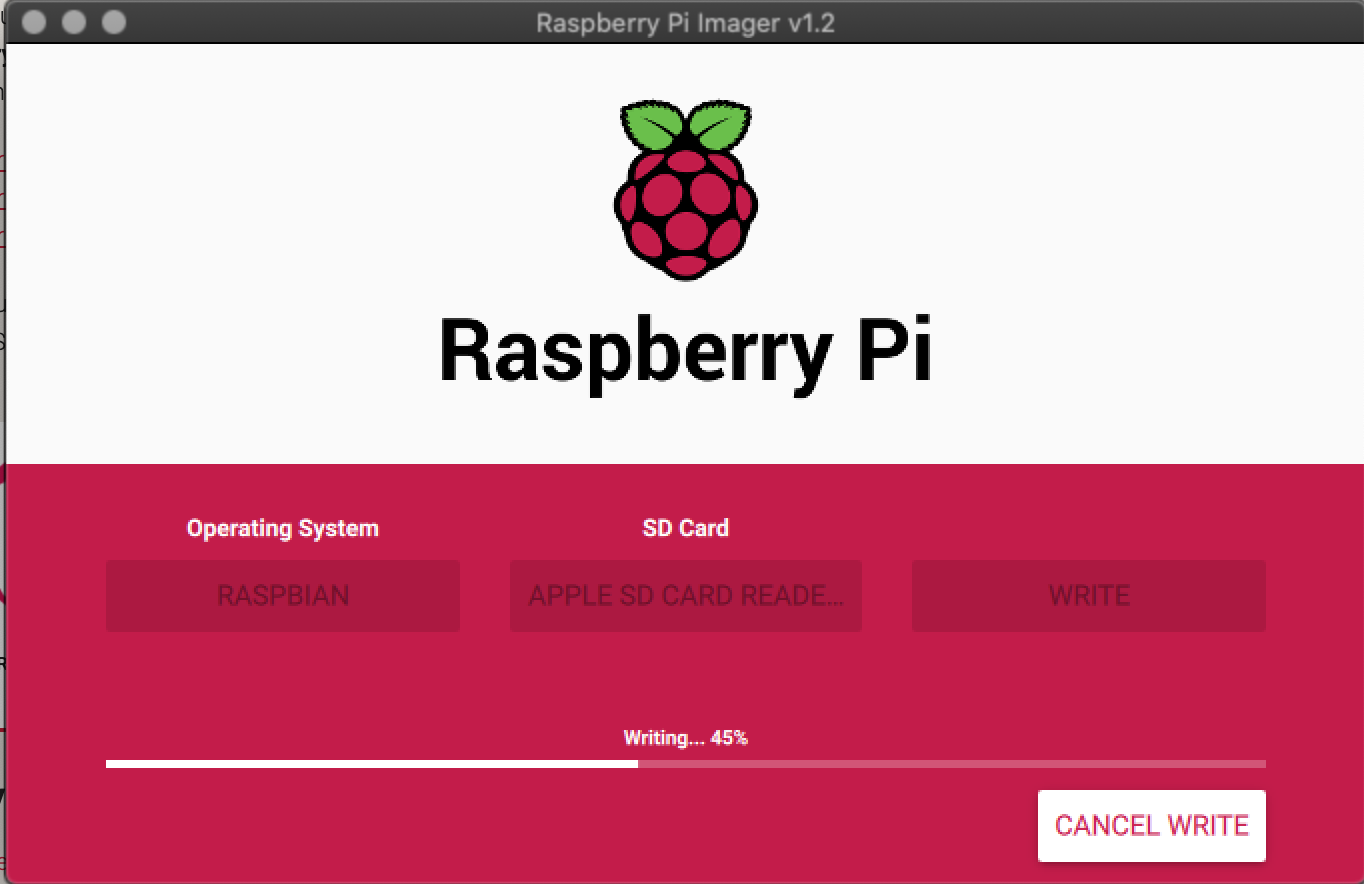 Raspberry Pi Imager v1.2
Raspberry Pi
Operating System
SD Card
RASPBIAN
APPLE SD CARD READE...
WRITE
Writing... 45%
CANCEL WRITE